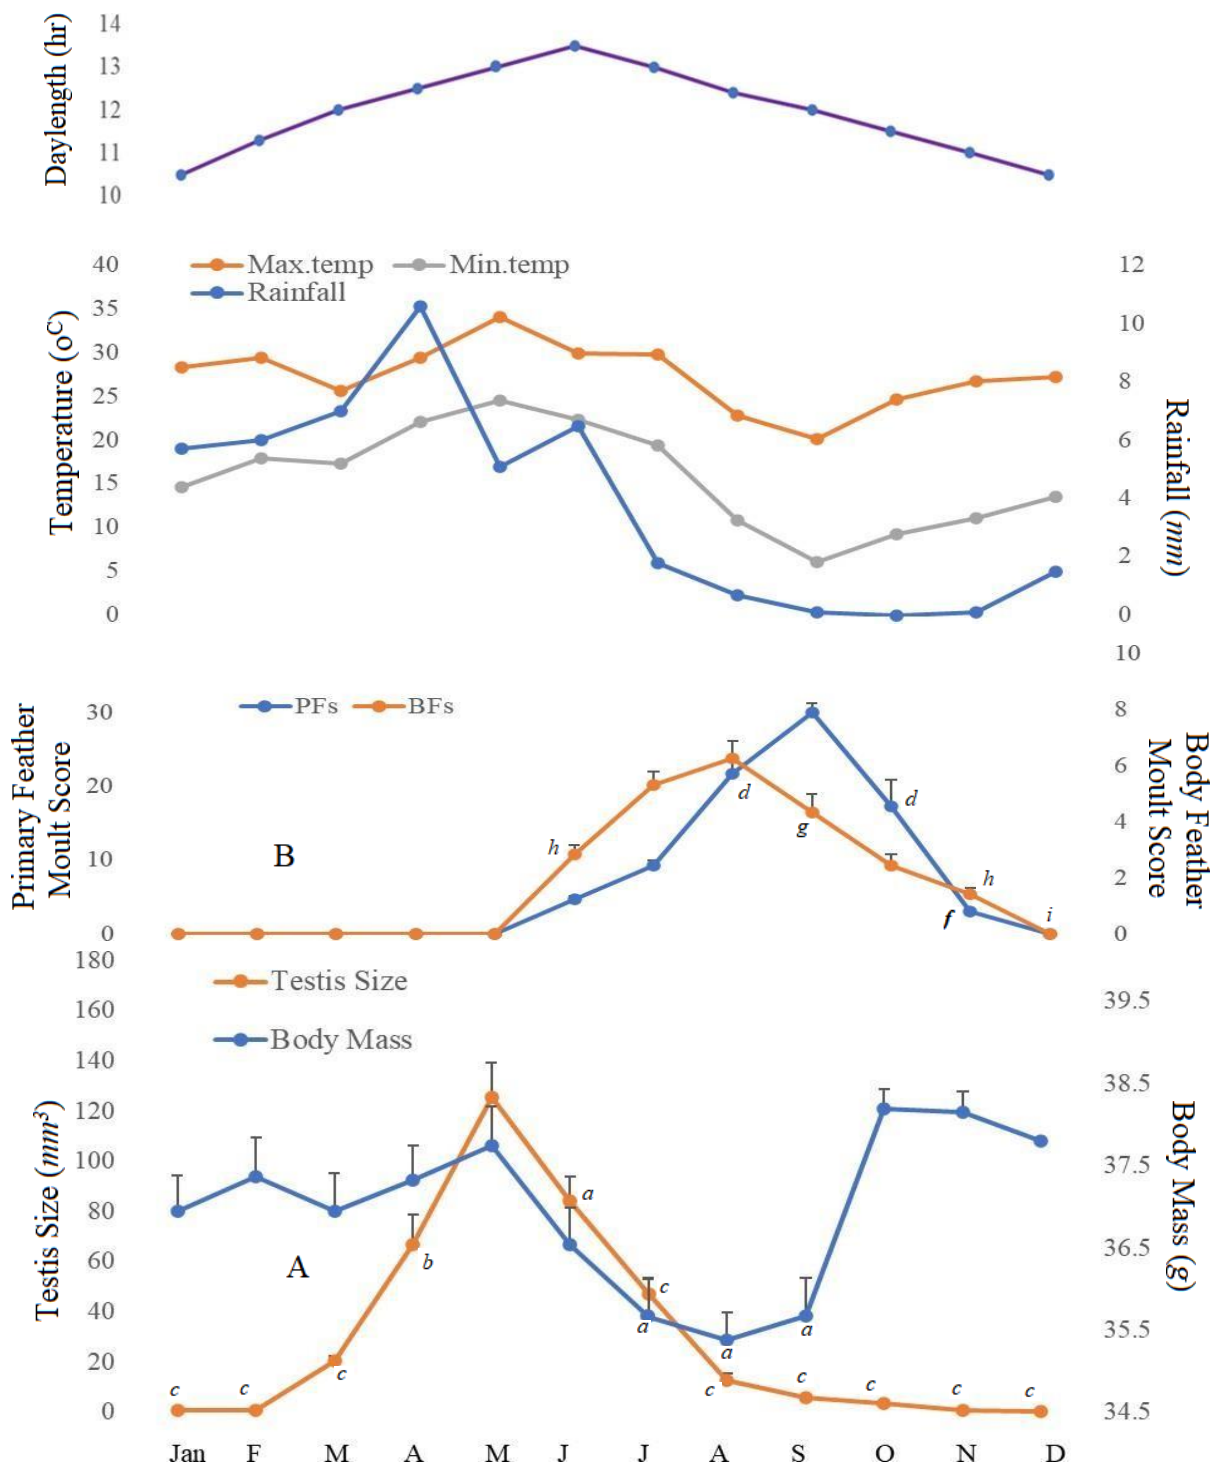 Daylength (hr)
14
13
12
11
10
Max.temp
Min.temp
Rainfall
Temperature (oC)
40
35
30
25
20
15
10
5
0
Rainfall (mm)
12
10
8
6
4
2
0
PFs
BFs
Primary Feather
Moult Score
30
20
10
0
B
h
d
g
d
h
f
i
Body Feather
Moult Score
10
8
6
4
2
0
Testis Size
Body Mass
Testis Size (mm3)
180
160
140
120
100
80
60
40
20
0
A
a
b
c
c
a
a
a
c
c
c
c
c
c
c
c
Body Mass (g)
39.5
38.5
37.5
36.5
35.5
34.5
Jan F M A M J J A S O N D